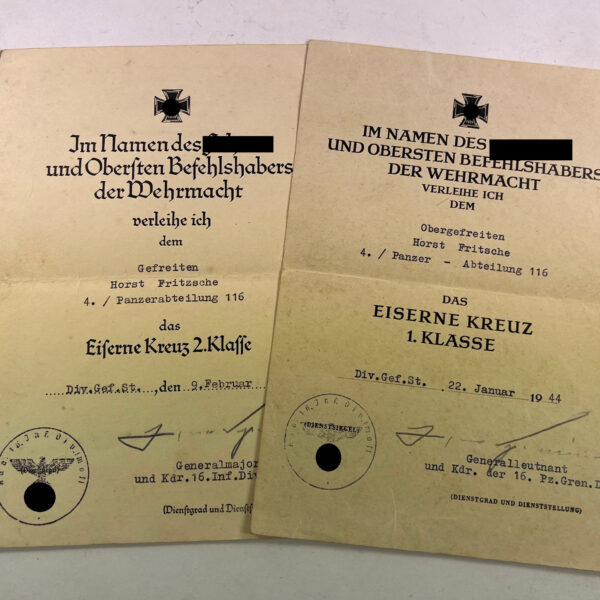 Im Namen des
und Obersten Befehlshabers
der Wehrmacht
verleihe ich
dem
Gefreiten
Horst Fritzsche
4. / Panzerabteilung 116
das
Eiserne Kreuz 2. Klasse
Div.Gef.St. , den 9. Februar
Generalmajor
und Kdr. 16. Inf. Div
(Dienstgrad und Dienst
IM NAMEN DES
UND OBERSTEN BEFEHLSHABERS
DER WEHRMACHT
VERLEIHE ICH
DEM
Obergefreiten
Horst Fritsche
4. / Panzer - Abteilung 116
DAS
EISERNE KREUZ
1. KLASSE
Div.Gef.St. 22. Januar 1944
(DIENSTSIEGEL)
Generalleutnant
und Kdr. der 16. Pz.Gren.D
(DIENSTGRAD UND DIENSTSTELLUNG)